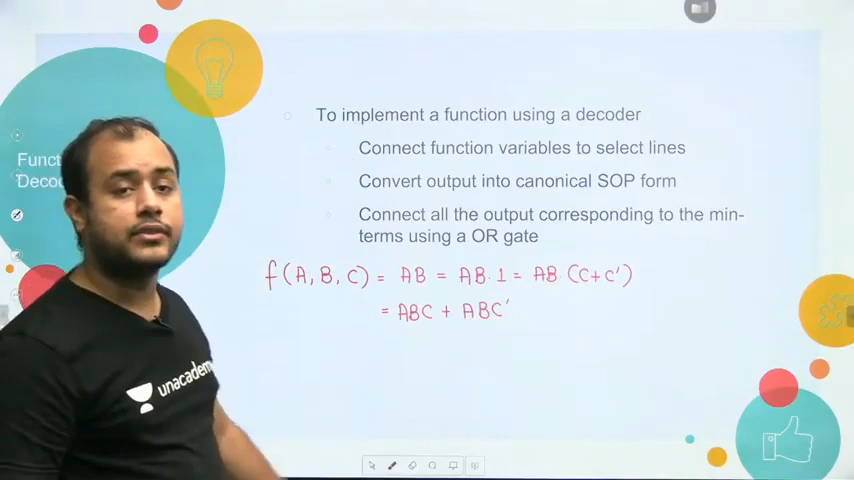 Funct
Decod
To implement a function using a decoder
Connect function variables to select lines
Convert output into canonical SOP form
Connect all the output corresponding to the min-
terms using a OR gate
f(A, B, C) = AB = AB·1 = AB·(C+C')
= ABC + ABC'
unacadem